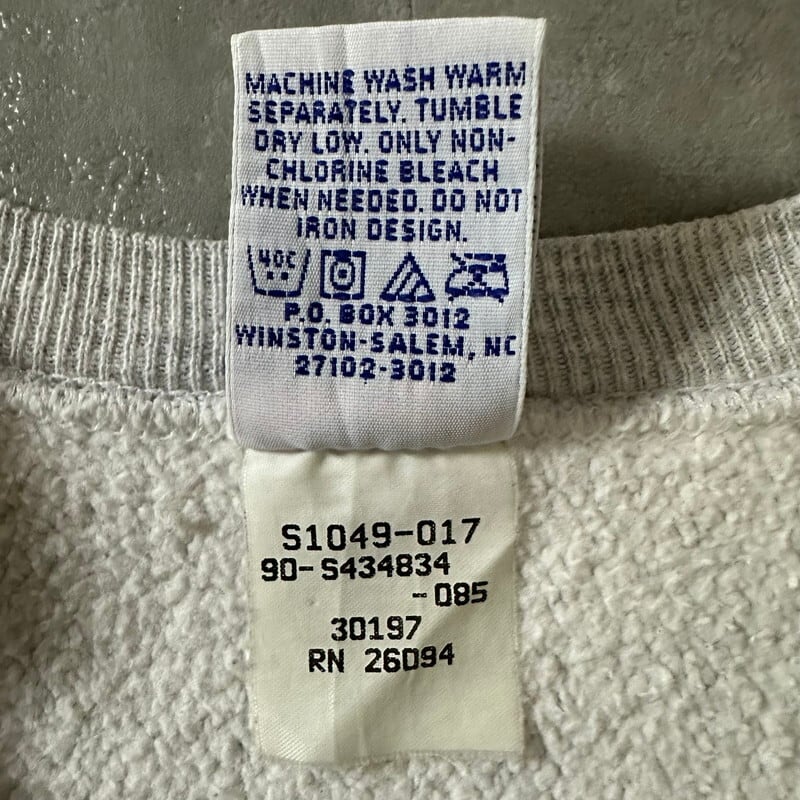 MACHINE WASH WARM
SEPARATELY. TUMBLE
DRY LOW. ONLY NON-
CHLORINE BLEACH
WHEN NEEDED. DO NOT
IRON DESIGN.
40C
P.O. BOX 3012
WINSTON-SALEM, NC
27102-3012
S1049-017
90-S434834
-085
30197
RN 26094